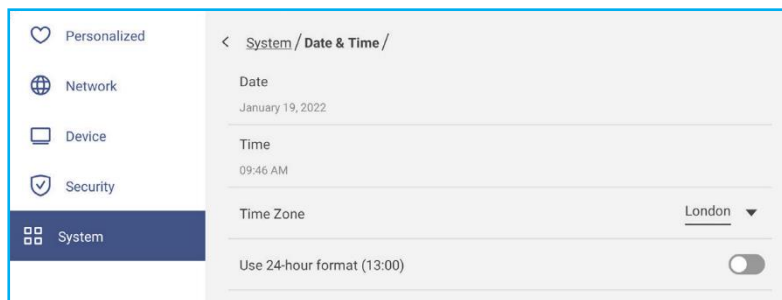 Personalized
Network
Device
Security
System
System / Date & Time /
Date
January 19, 2022
Time
09:46 AM
Time Zone London
Use 24-hour format (13:00)